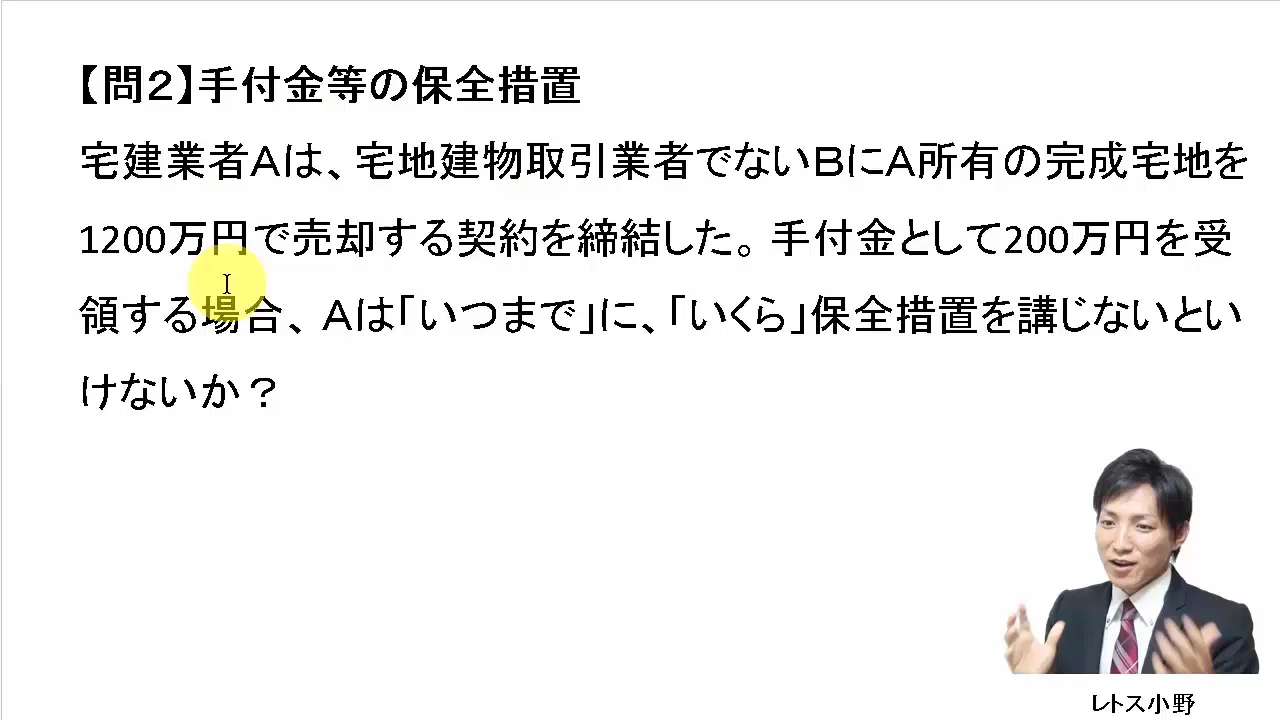 【問２】手付金等の保全措置
宅建業者Ａは、宅地建物取引業者でないＢにＡ所有の完成宅地を
1200万円で売却する契約を締結した。手付金として200万円を受
領する場合、Ａは「いつまで」に、「いくら」保全措置を講じないとい
けないか？
レトス小野